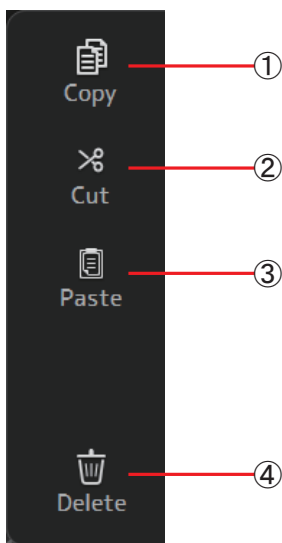 Copy
①
Cut
②
Paste
③
Delete
④